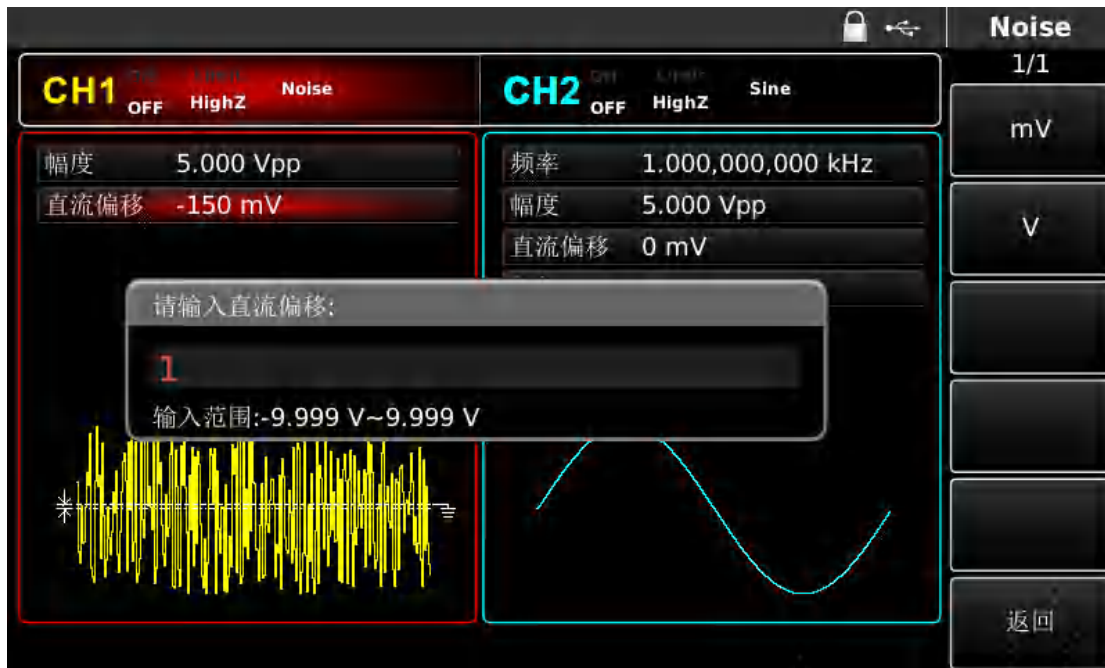 Noise
1/1
CH1 OFF HighZ Noise
CH2 OFF HighZ Sine
mV
幅度 5.000 Vpp
直流偏移 -150 mV
频率 1.000,000,000 kHz
幅度 5.000 Vpp
直流偏移 0 mV
V
请输入直流偏移:
1
输入范围:-9.999 V~9.999 V
返回